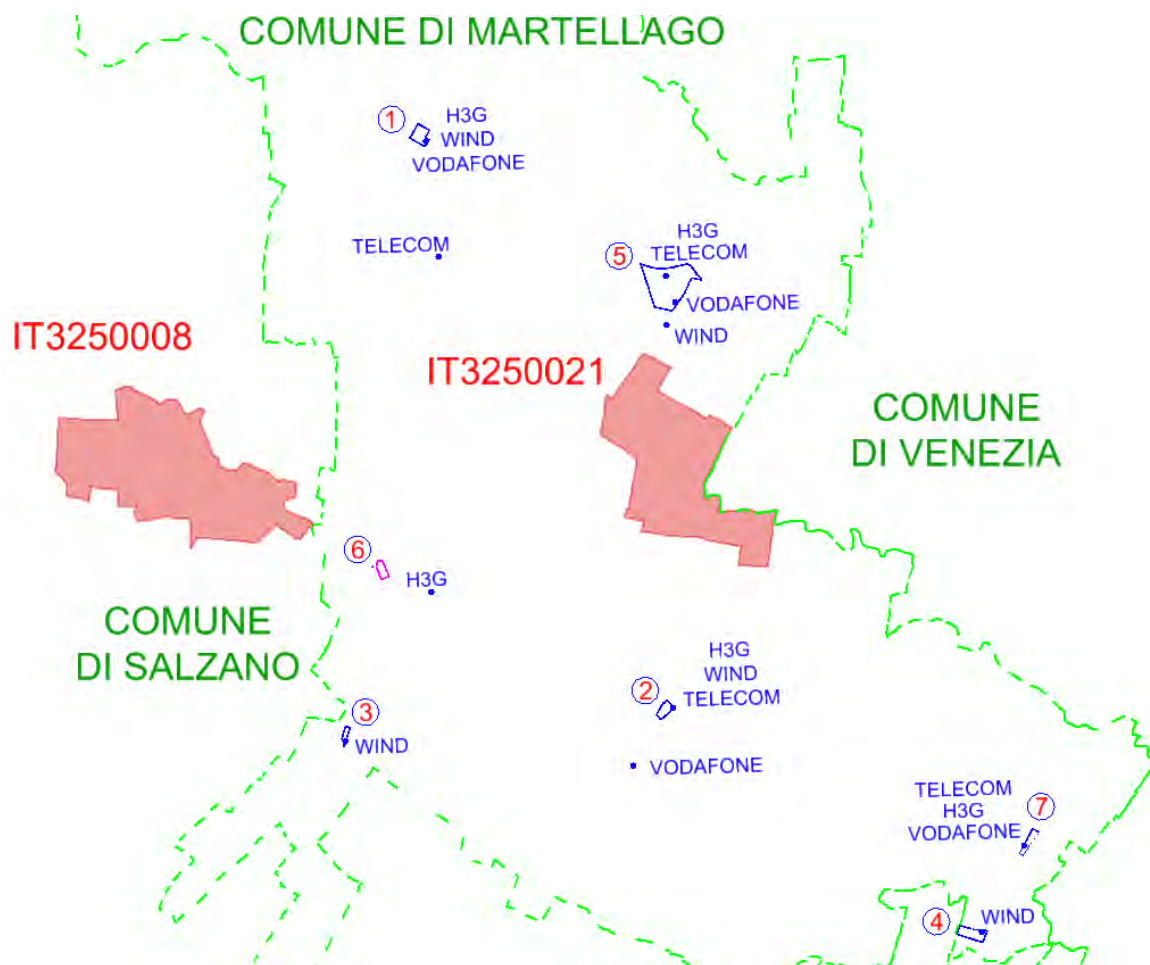 COMUNE DI MARTELLAGO
1
H3G
WIND
VODAFONE
TELECOM
5
H3G
TELECOM
VODAFONE
WIND
IT3250008
IT3250021
COMUNE
DI VENEZIA
6
H3G
COMUNE
DI SALZANO
2
H3G
WIND
TELECOM
3
WIND
VODAFONE
TELECOM
H3G
VODAFONE
7
4
WIND